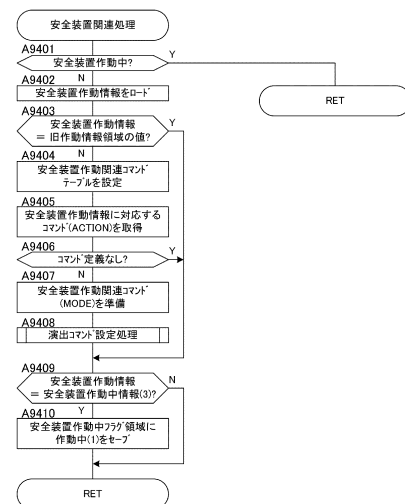 安全装置関連処理
A9401
安全装置作動中?
Y
N
RET
A9402
安全装置作動情報をロード
A9403
安全装置作動情報
= 旧作動情報領域の値?
Y
N
A9404
安全装置作動関連コマンド
テーブルを設定
A9405
安全装置作動情報に対応する
コマンド(ACTION)を取得
A9406
コマンド定義なし?
Y
N
A9407
安全装置作動関連コマンド
(MODE)を準備
A9408
演出コマンド設定処理
A9409
安全装置作動情報
= 安全装置作動中情報(3)?
N
Y
A9410
安全装置作動中フラグ領域に
作動中(1)をセーブ
RET